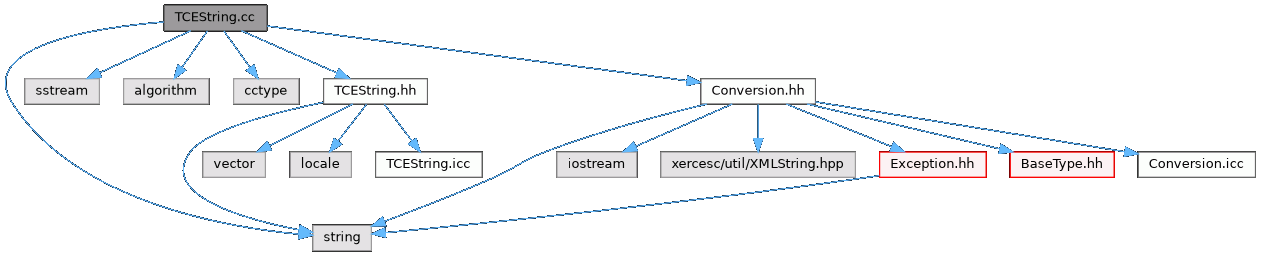 TCEString.cc
sstream
algorithm
cctype
TCEString.hh
Conversion.hh
vector
locale
TCEString.icc
iostream
xercesc/util/XMLString.hpp
Exception.hh
BaseType.hh
Conversion.icc
string